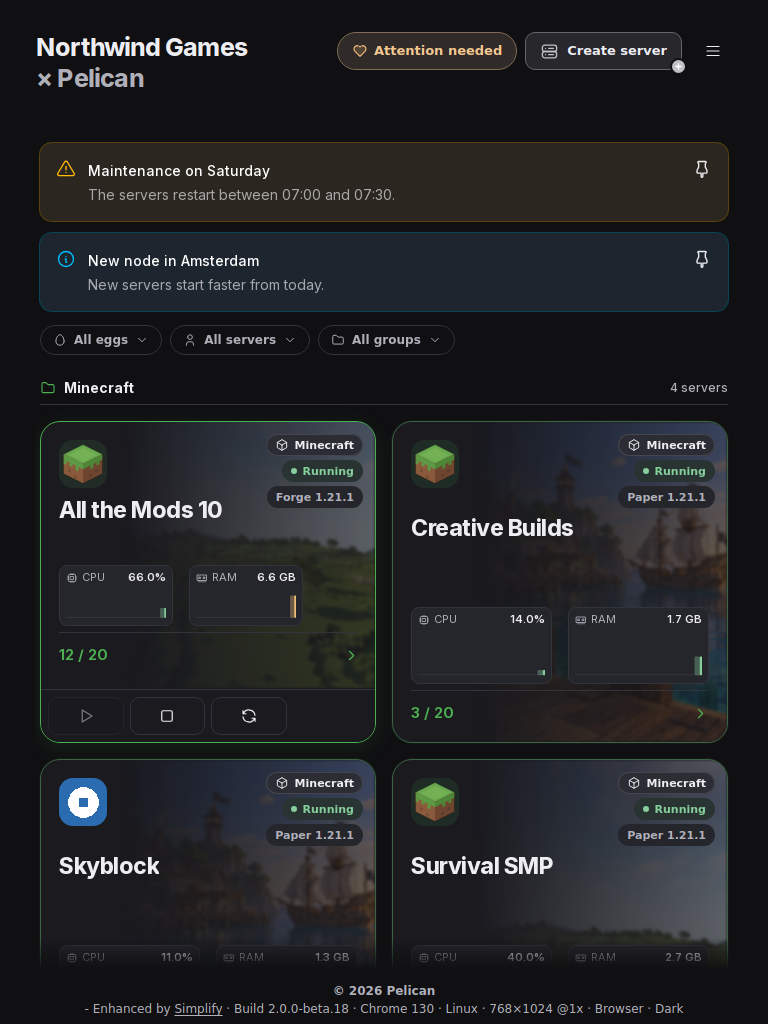 Northwind Games
× Pelican
Attention needed
Create server
Maintenance on Saturday
The servers restart between 07:00 and 07:30.
New node in Amsterdam
New servers start faster from today.
All eggs
All servers
All groups
Minecraft
4 servers
Minecraft
Running
Forge 1.21.1
All the Mods 10
CPU 66.0%
RAM 6.6 GB
12 / 20
Minecraft
Running
Paper 1.21.1
Creative Builds
CPU 14.0%
RAM 1.7 GB
3 / 20
Minecraft
Running
Paper 1.21.1
Skyblock
CPU 11.0%
RAM 1.3 GB
Minecraft
Running
Paper 1.21.1
Survival SMP
CPU 40.0%
RAM 2.7 GB
© 2026 Pelican
- Enhanced by Simplify · Build 2.0.0-beta.18 · Chrome 130 · Linux · 768×1024 @1x · Browser · Dark